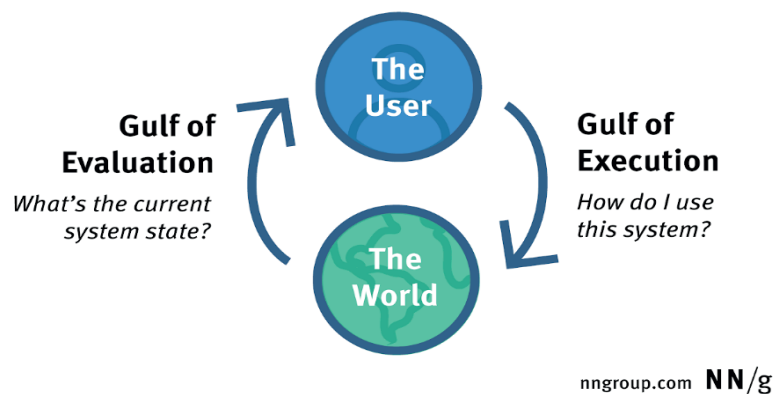 The
User
Gulf of
Evaluation
What's the current
system state?
Gulf of
Execution
How do I use
this system?
The
World
nngroup.com NN/g